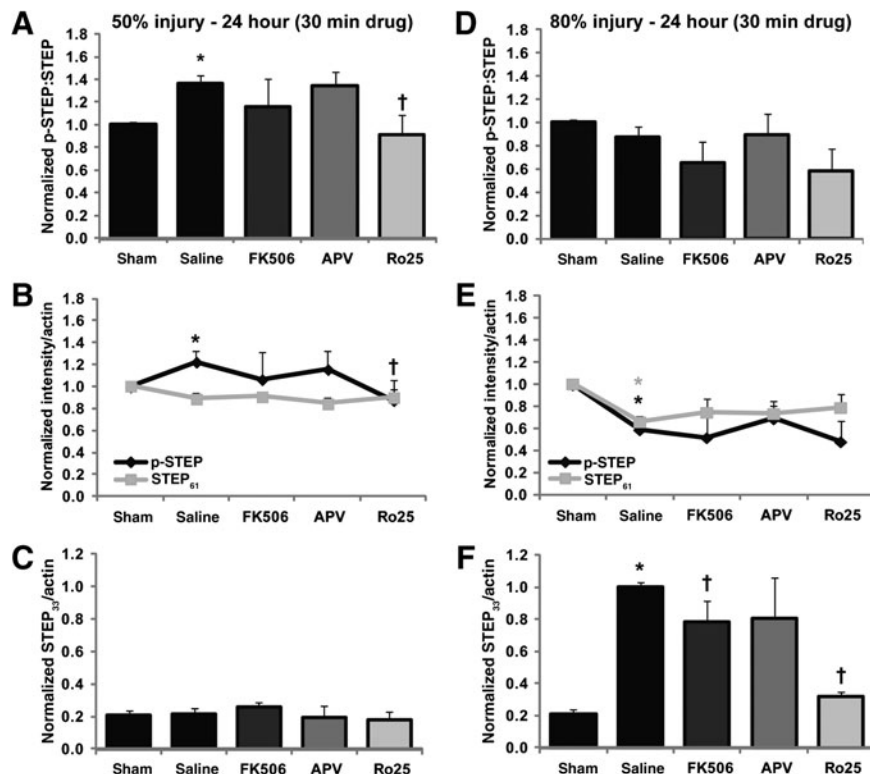 A
50% injury - 24 hour (30 min drug)
Normalized p-STEP:STEP
1.8
1.6
1.4
1.2
1.0
0.8
0.6
0.4
0.2
0.0
*
†
Sham Saline FK506 APV Ro25
D
80% injury - 24 hour (30 min drug)
Normalized p-STEP:STEP
1.8
1.6
1.4
1.2
1.0
0.8
0.6
0.4
0.2
0.0
Sham Saline FK506 APV Ro25
B
Normalized intensity/actin
1.8
1.6
1.4
1.2
1.0
0.8
0.6
0.4
0.2
0.0
*
†
p-STEP
STEP₆₁
Sham Saline FK506 APV Ro25
E
Normalized intensity/actin
1.8
1.6
1.4
1.2
1.0
0.8
0.6
0.4
0.2
0.0
*
*
p-STEP
STEP₆₁
Sham Saline FK506 APV Ro25
C
Normalized STEP₃₃/actin
1.2
1.0
0.8
0.6
0.4
0.2
0.0
Sham Saline FK506 APV Ro25
F
Normalized STEP₃₃/actin
1.2
1.0
0.8
0.6
0.4
0.2
0.0
*
†
†
Sham Saline FK506 APV Ro25